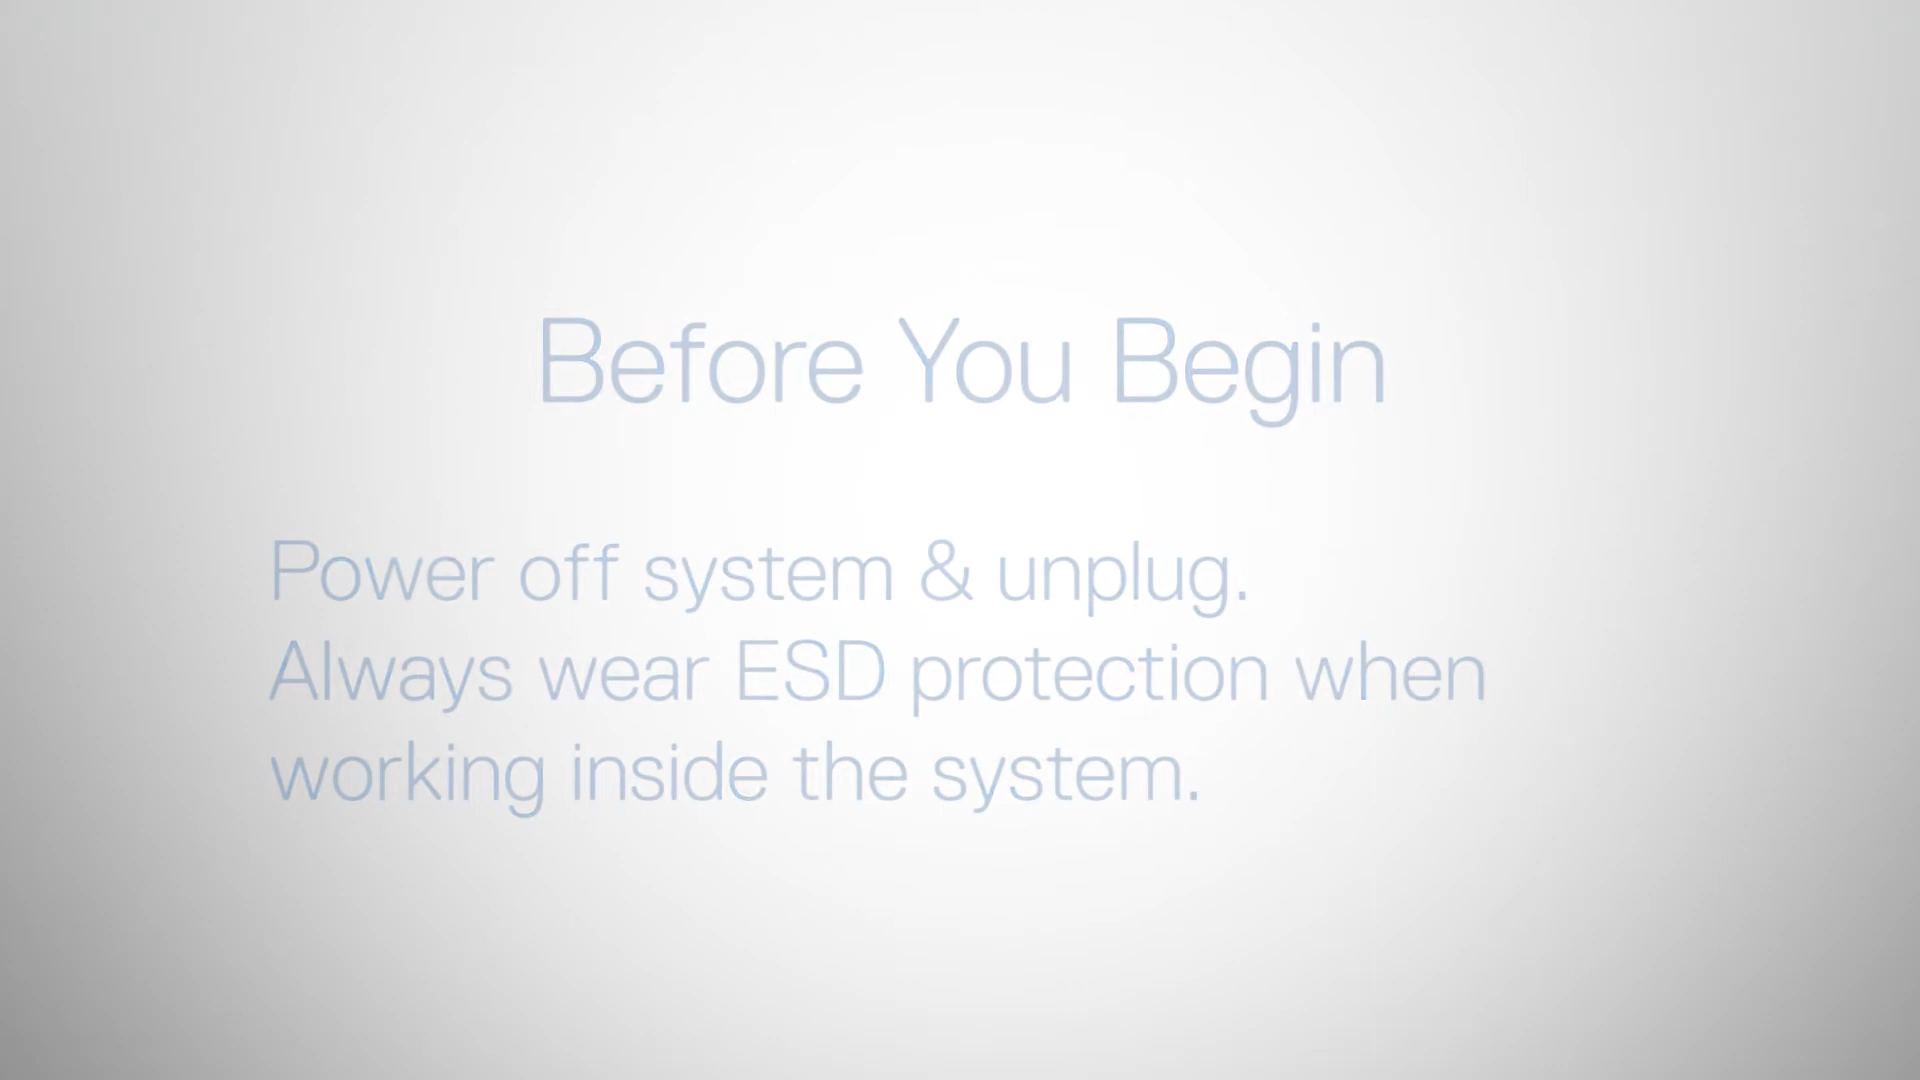 Before You Begin
Power off system & unplug.
Always wear ESD protection when
working inside the system.